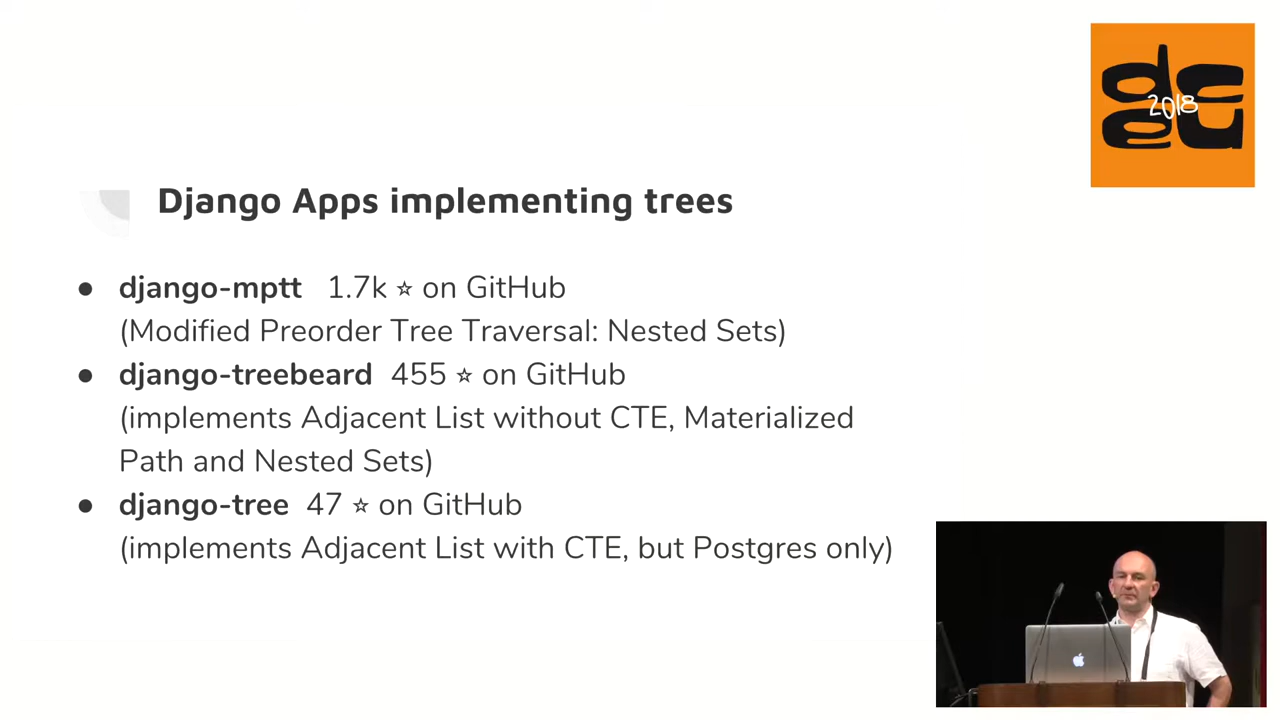 dc
2018
eu
Django Apps implementing trees
● django-mptt 1.7k ☆ on GitHub
(Modified Preorder Tree Traversal: Nested Sets)
● django-treebeard 455 ☆ on GitHub
(implements Adjacent List without CTE, Materialized
Path and Nested Sets)
● django-tree 47 ☆ on GitHub
(implements Adjacent List with CTE, but Postgres only)